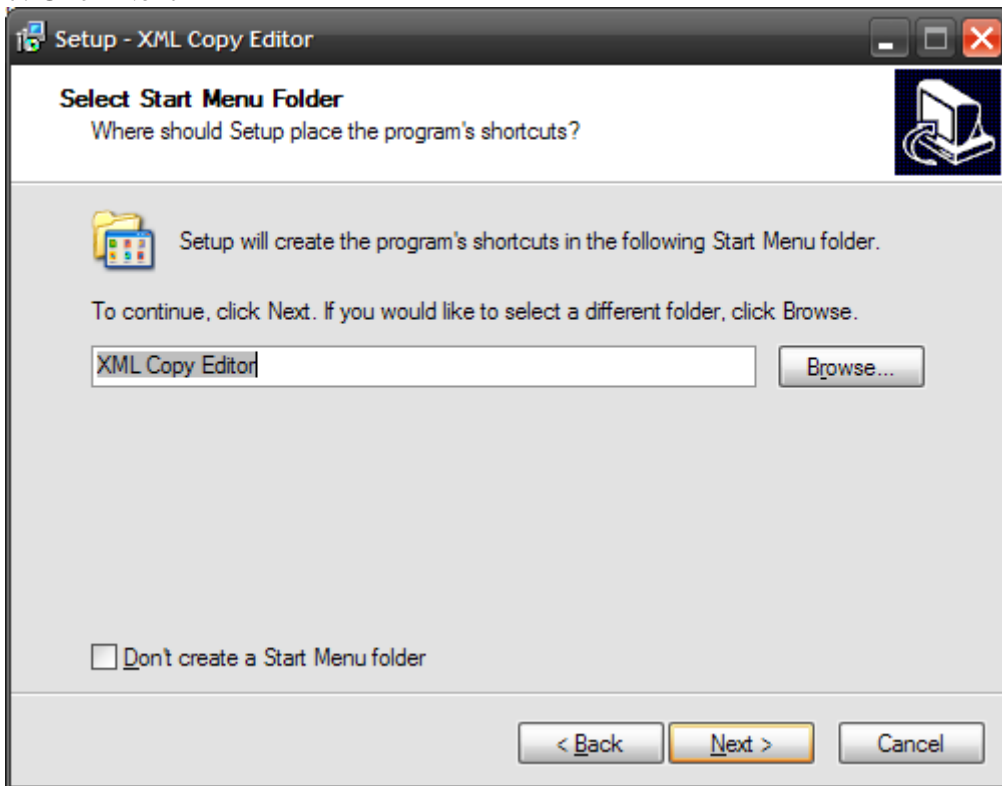 Setup - XML Copy Editor
Select Start Menu Folder
Where should Setup place the program's shortcuts?
Setup will create the program's shortcuts in the following Start Menu folder.
To continue, click Next. If you would like to select a different folder, click Browse.
XML Copy Editor
Browse...
Don't create a Start Menu folder
< Back
Next >
Cancel